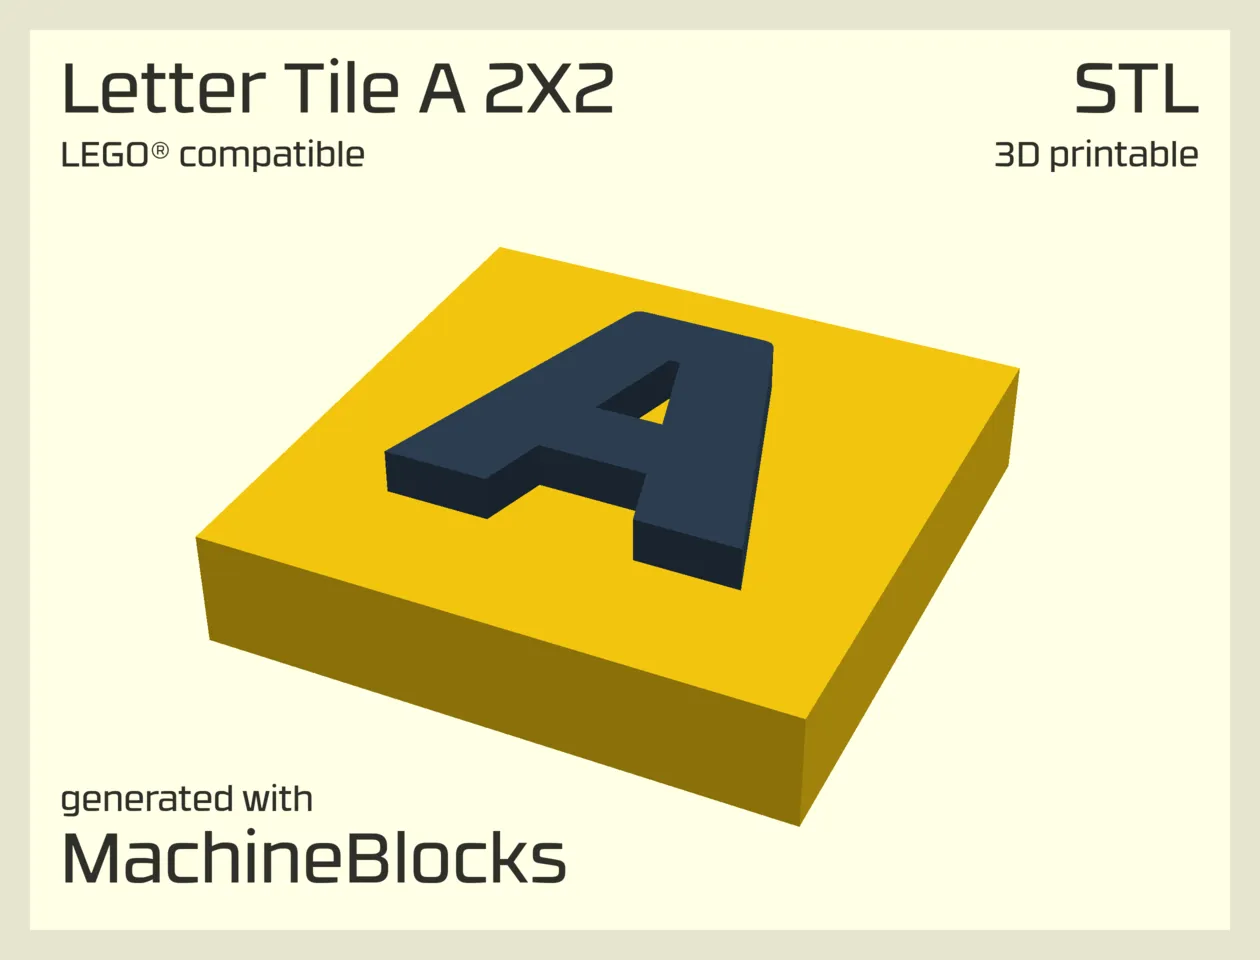 Letter Tile A 2X2
LEGO® compatible
STL
3D printable
A
generated with
MachineBlocks